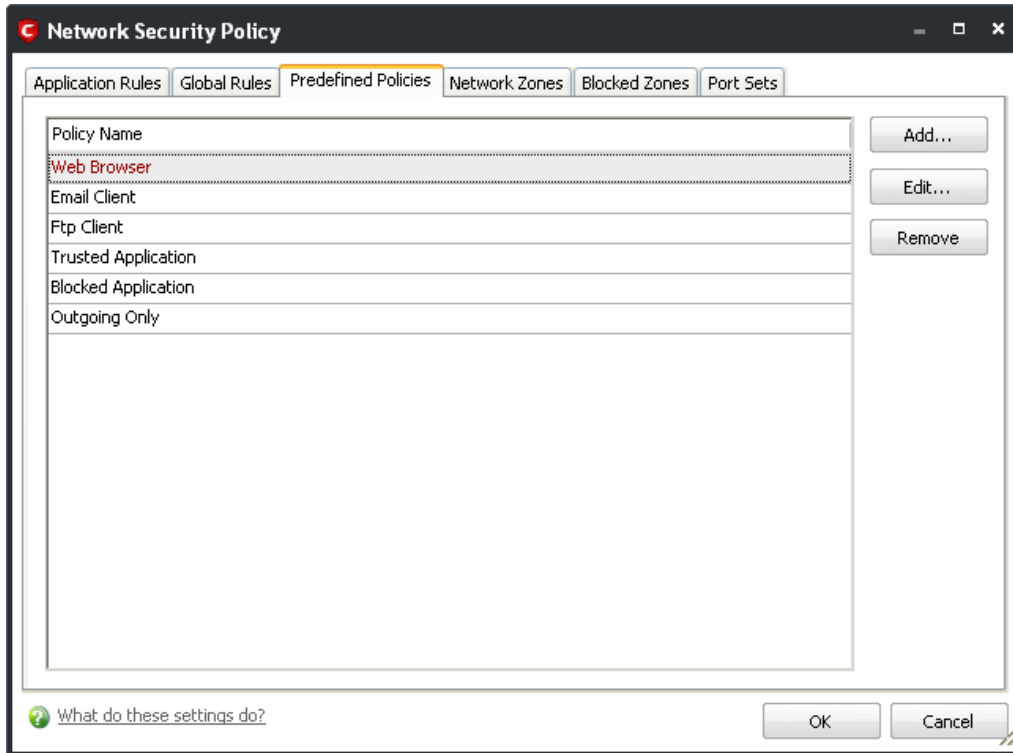 Network Security Policy
Application Rules Global Rules Predefined Policies Network Zones Blocked Zones Port Sets
Policy Name
Add...
Web Browser
Edit...
Email Client
Ftp Client
Remove
Trusted Application
Blocked Application
Outgoing Only
What do these settings do?
OK Cancel